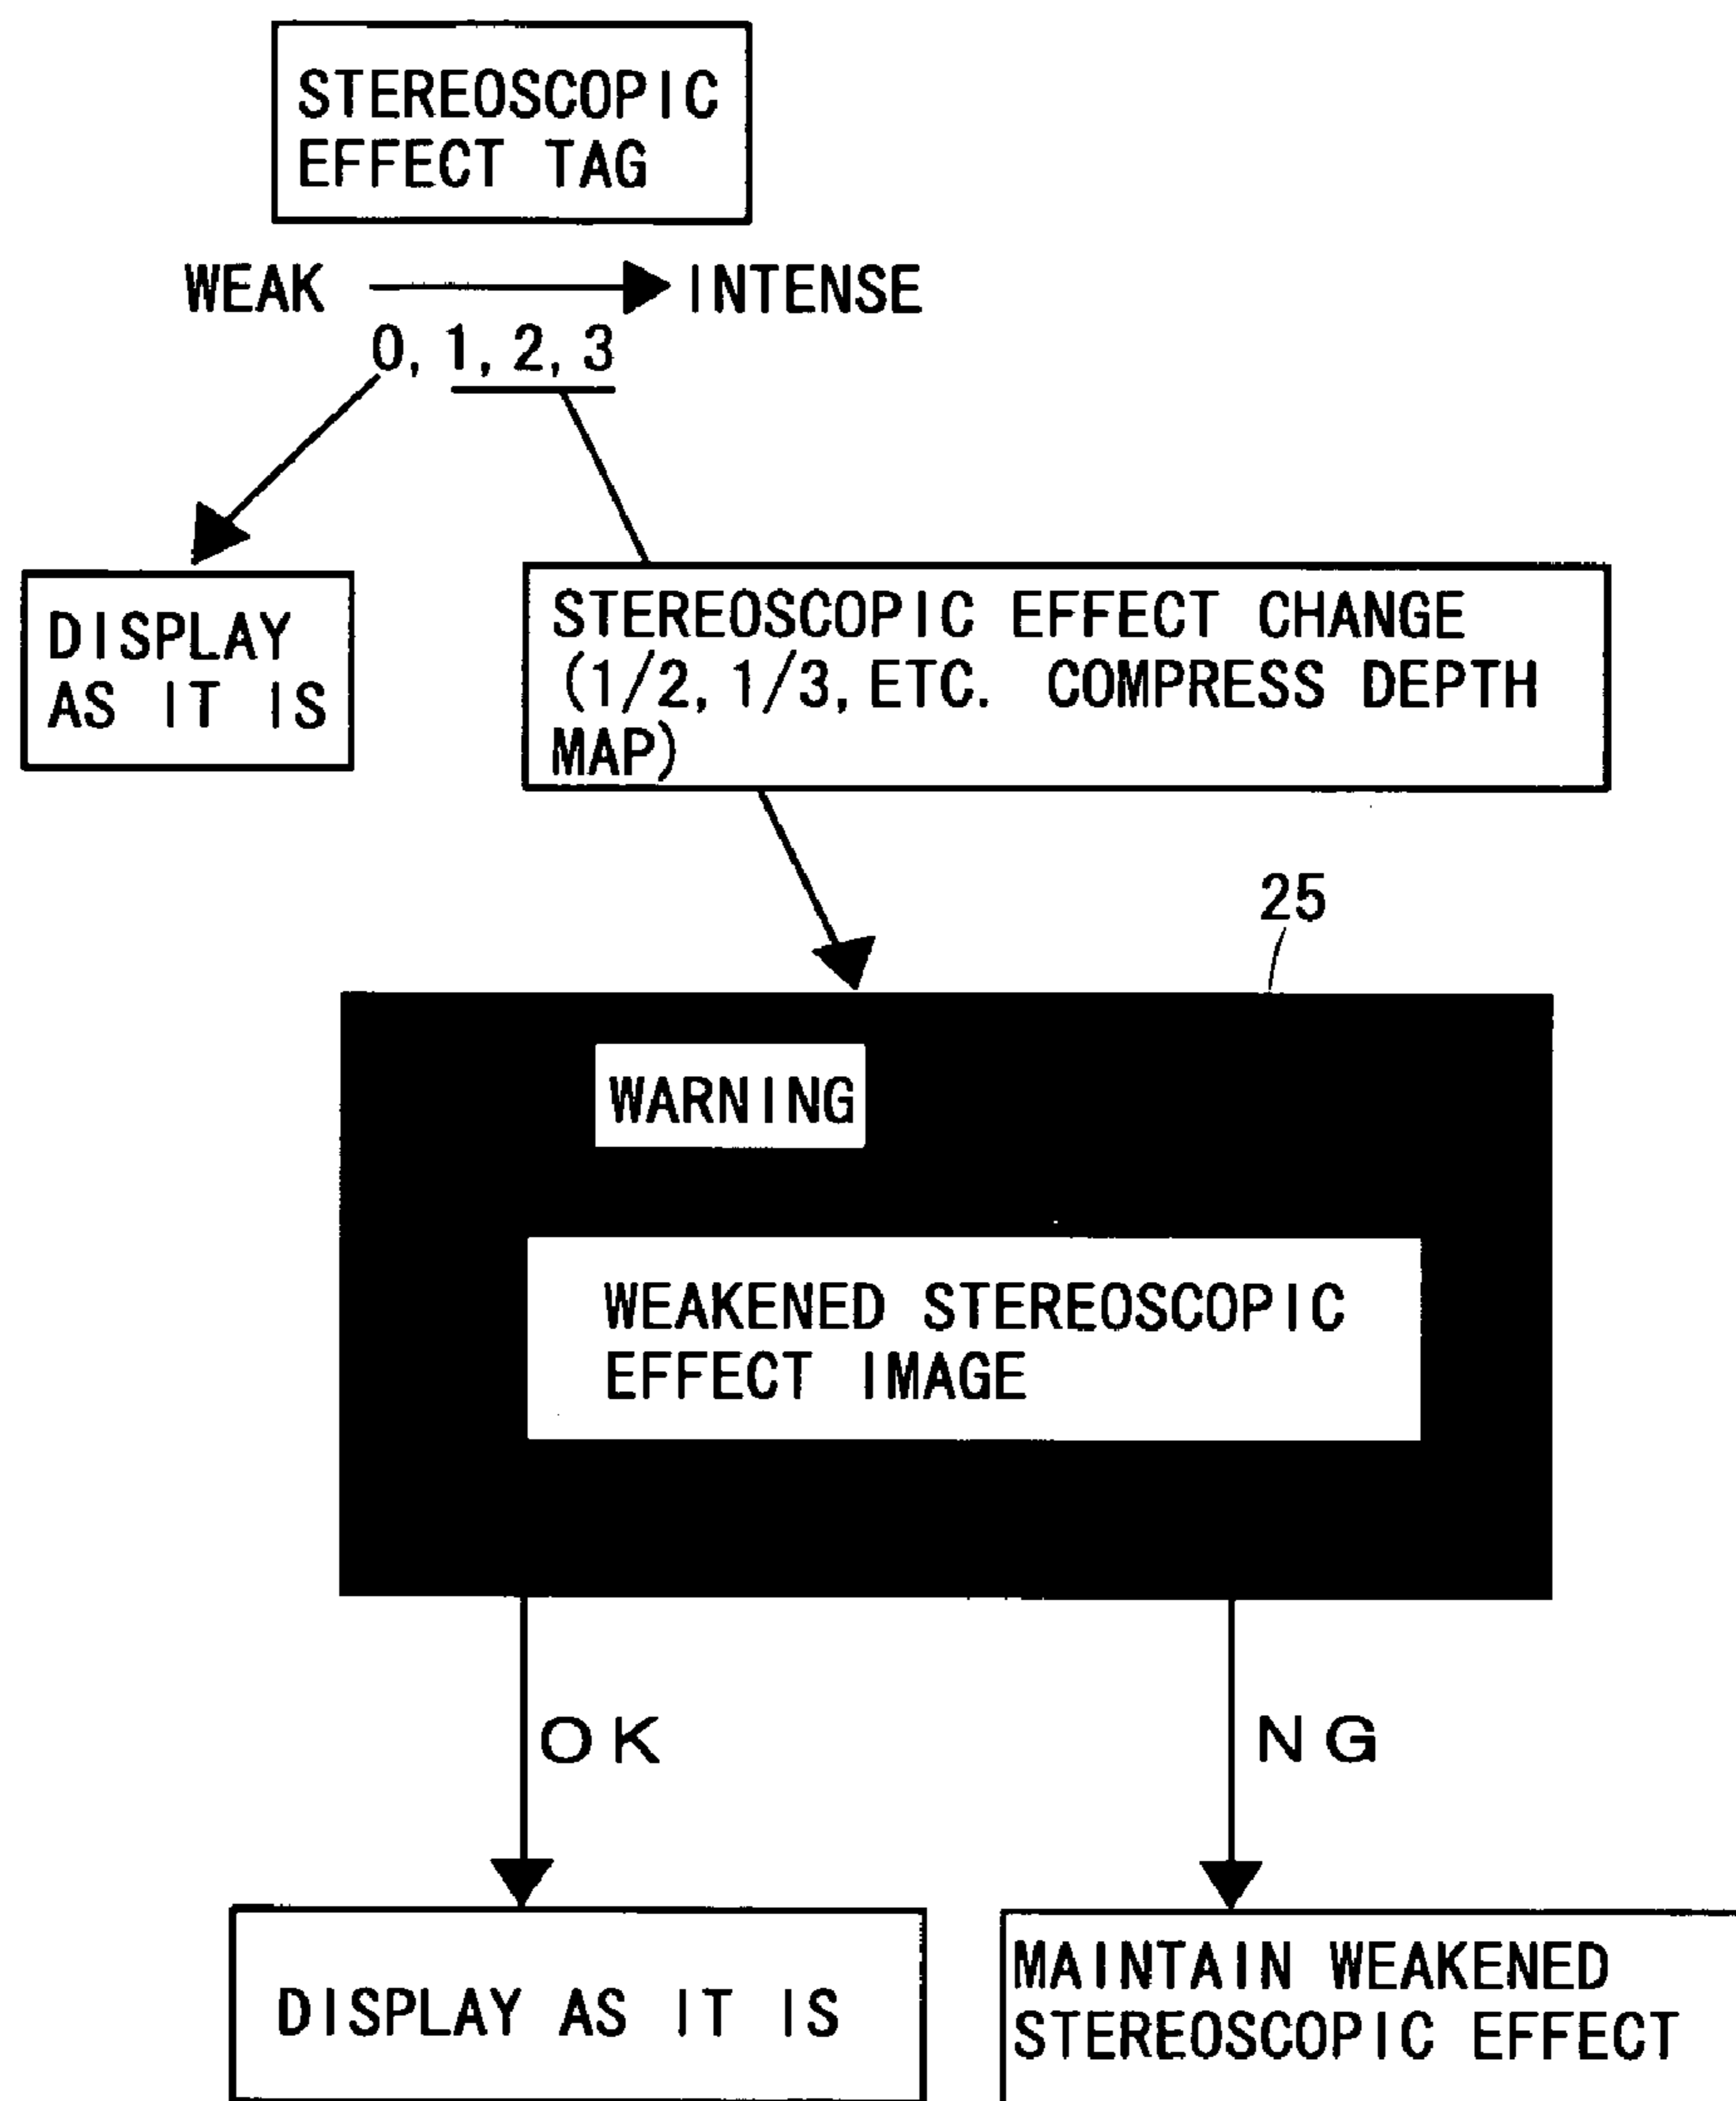 STEREOSCOPIC
EFFECT TAG
WEAK
INTENSE
0, 1, 2, 3
DISPLAY
AS IT IS
STEREOSCOPIC EFFECT CHANGE
(1/2, 1/3, ETC. COMPRESS DEPTH
MAP)
25
WARNING
WEAKENED STEREOSCOPIC
EFFECT IMAGE
OK
NG
DISPLAY AS IT IS
MAINTAIN WEAKENED
STEREOSCOPIC EFFECT